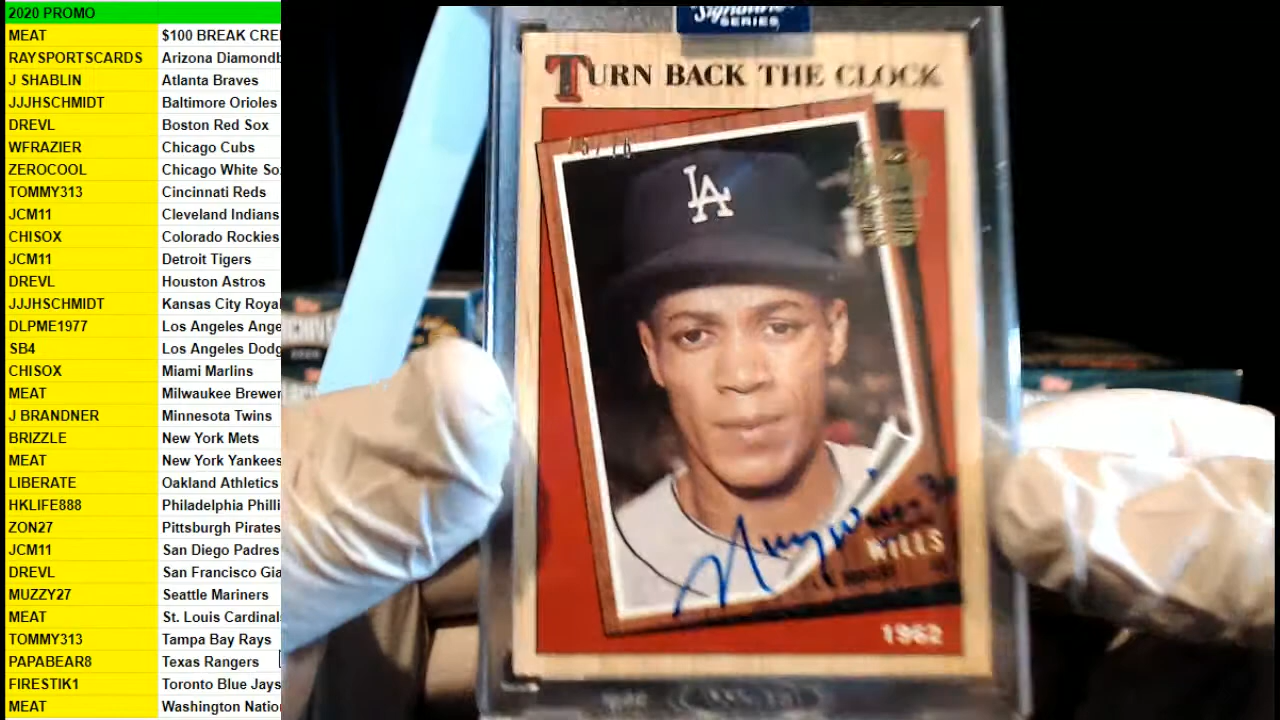 2020 PROMO
MEAT $100 BREAK CRE
RAYSPORTSCARDS Arizona Diamondb
J SHABLIN Atlanta Braves
JJJHSCHMIDT Baltimore Orioles
DREVL Boston Red Sox
WFRAZIER Chicago Cubs
ZEROCOOL Chicago White So
TOMMY313 Cincinnati Reds
JCM11 Cleveland Indians
CHISOX Colorado Rockies
JCM11 Detroit Tigers
DREVL Houston Astros
JJJHSCHMIDT Kansas City Roya
DLPME1977 Los Angeles Ange
SB4 Los Angeles Dodg
CHISOX Miami Marlins
MEAT Milwaukee Brewer
J BRANDNER Minnesota Twins
BRIZZLE New York Mets
MEAT New York Yankees
LIBERATE Oakland Athletics
HKLIFE888 Philadelphia Philli
ZON27 Pittsburgh Pirates
JCM11 San Diego Padres
DREVL San Francisco Gia
MUZZY27 Seattle Mariners
MEAT St. Louis Cardinal
TOMMY313 Tampa Bay Rays
PAPABEAR8 Texas Rangers
FIRESTIK1 Toronto Blue Jays
MEAT Washington Natio
Signature
SERIES
TURN BACK THE CLOCK
LA
WILLS
1962